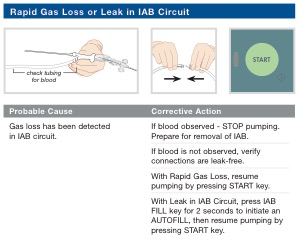 Rapid Gas Loss or Leak in IAB Circuit
check tubing
for blood
START
Probable Cause
Corrective Action
Gas loss has been detected
in IAB circuit.
If blood observed - STOP pumping.
Prepare for removal of IAB.
If blood is not observed, verify
connections are leak-free.
With Rapid Gas Loss, resume
pumping by pressing START key.
With Leak in IAB Circuit, press IAB
FILL key for 2 seconds to initiate an
AUTOFILL, then resume pumping by
pressing START key.